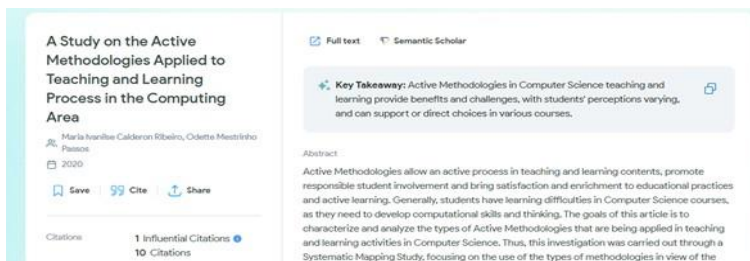 A Study on the Active
Methodologies Applied to
Teaching and Learning
Process in the Computing
Area
Maria Ivanilse Calderon Ribeiro, Odette Mestrinho
Passos
2020
Save
Cite
Share
Citations
1 Influential Citations
10 Citations
Full text
Semantic Scholar
Key Takeaway: Active Methodologies in Computer Science teaching and
learning provide benefits and challenges, with students' perceptions varying,
and can support or direct choices in various courses.
Abstract
Active Methodologies allow an active process in teaching and learning contents, promote
responsible student involvement and bring satisfaction and enrichment to educational practices
and active learning. Generally, students have learning difficulties in Computer Science courses,
as they need to develop computational skills and thinking. The goals of this article is to
characterize and analyze the types of Active Methodologies that are being applied in teaching
and learning activities in Computer Science. Thus, this investigation was carried out through a
Systematic Mapping Study, focusing on the use of the types of methodologies in view of the